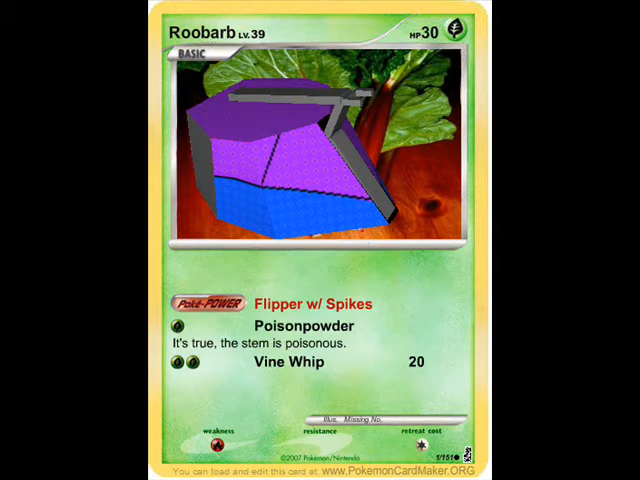 Roobarb LV.39 HP30
BASIC
Poké-POWER Flipper w/ Spikes
Poisonpowder
It's true, the stem is poisonous.
Vine Whip 20
Illus. Missing No.
weakness resistance retreat cost
©2007 Pokémon/Nintendo 1/151
You can load and edit this card at: www.PokemonCardMaker.ORG